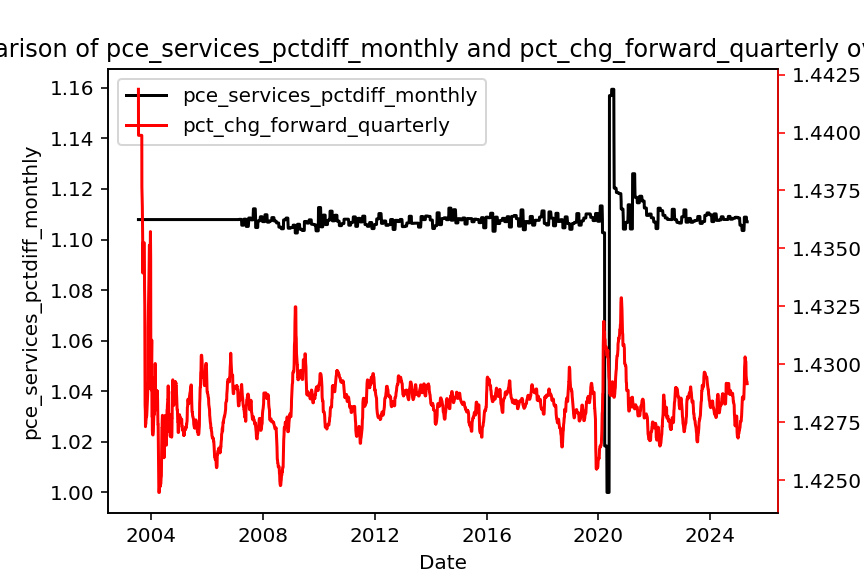 arison of pce_services_pctdiff_monthly and pct_chg_forward_quarterly ov
pce_services_pctdiff_monthly
pct_chg_forward_quarterly
pce_services_pctdiff_monthly
1.16
1.14
1.12
1.10
1.08
1.06
1.04
1.02
1.00
1.4425
1.4400
1.4375
1.4350
1.4325
1.4300
1.4275
1.4250
2004 2008 2012 2016 2020 2024
Date